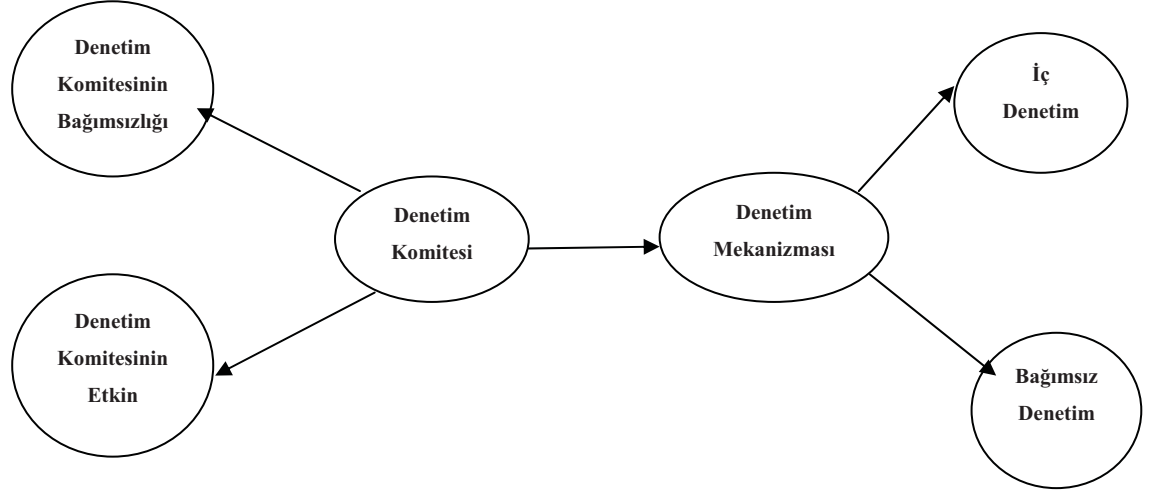 Denetim
Komitesinin
Bağımsızlığı
Denetim
Komitesinin
Etkin
Denetim
Komitesi
Denetim
Mekanizması
İç
Denetim
Bağımsız
Denetim